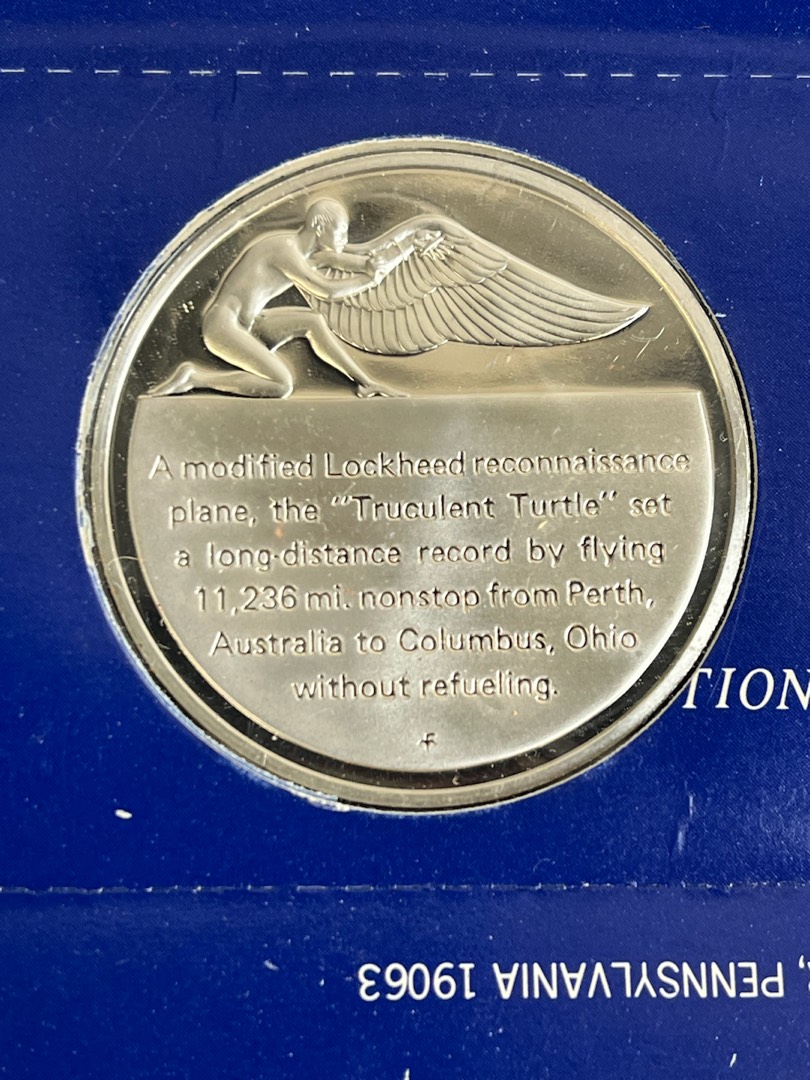 A modified Lockheed reconnaissance
plane, the "Truculent Turtle" set
a long-distance record by flying
11,236 mi. nonstop from Perth,
Australia to Columbus, Ohio
without refueling.
f
TION
, PENNSYLVANIA 19063